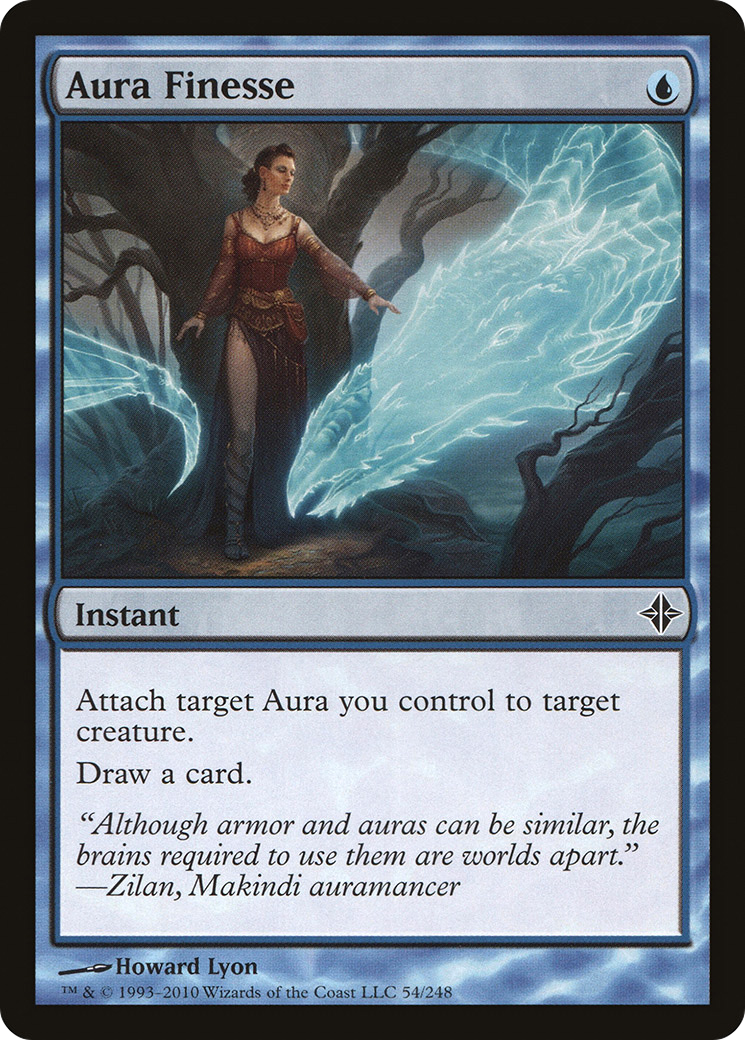 Aura Finesse
Instant
Attach target Aura you control to target
creature.
Draw a card.
“Although armor and auras can be similar, the
brains required to use them are worlds apart.”
—Zilan, Makindi auramancer
Howard Lyon
™ & © 1993–2010 Wizards of the Coast LLC 54/248